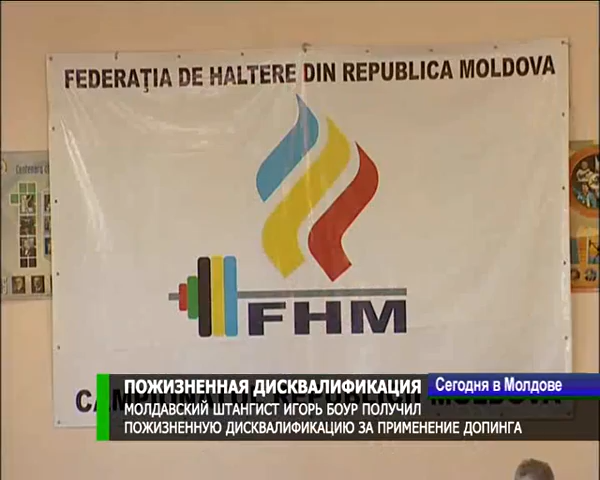 FEDERAŢIA DE HALTERE DIN REPUBLICA MOLDOVA
FHM
ПОЖИЗНЕННАЯ ДИСКВАЛИФИКАЦИЯ
Сегодня в Молдове
МОЛДАВСКИЙ ШТАНГИСТ ИГОРЬ БОУР ПОЛУЧИЛ
ПОЖИЗНЕННУЮ ДИСКВАЛИФИКАЦИЮ ЗА ПРИМЕНЕНИЕ ДОПИНГА